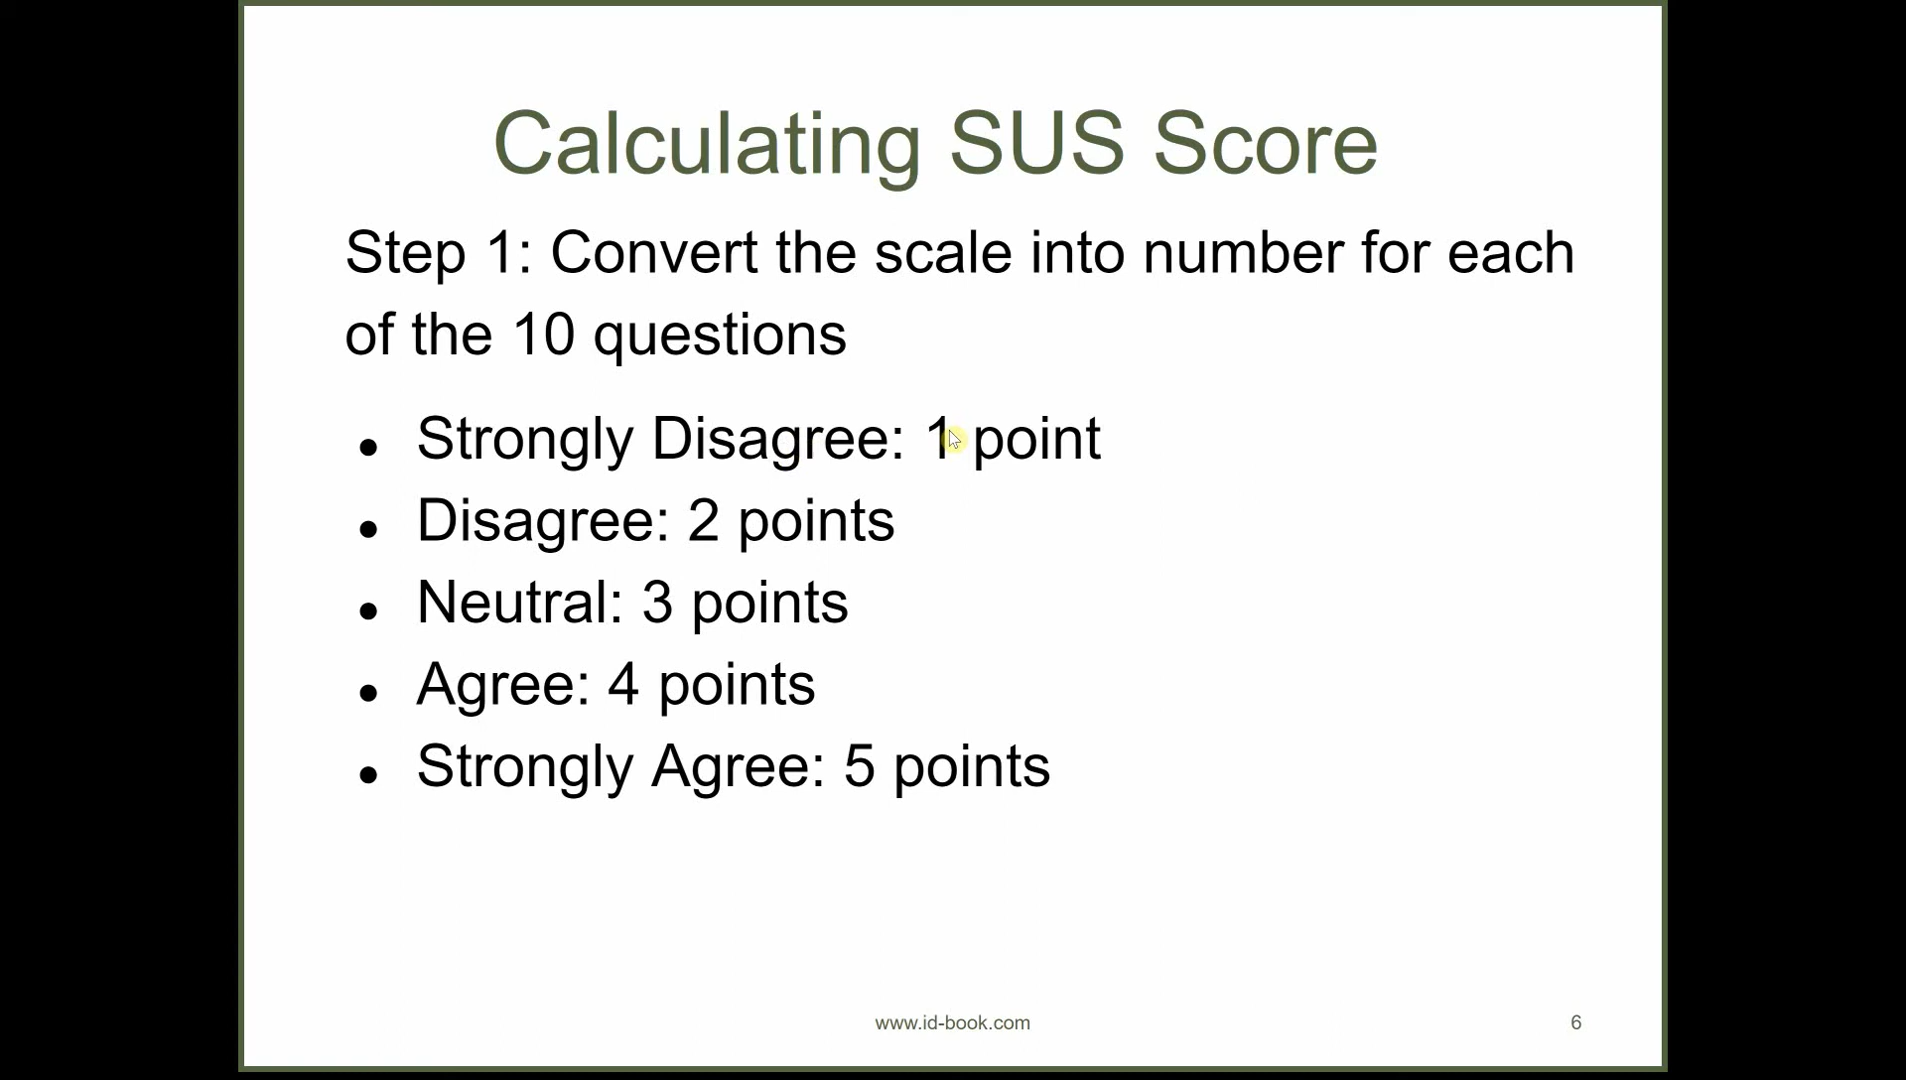 Calculating SUS Score
Step 1: Convert the scale into number for each
of the 10 questions
● Strongly Disagree: 1 point
● Disagree: 2 points
● Neutral: 3 points
● Agree: 4 points
● Strongly Agree: 5 points
www.id-book.com
6